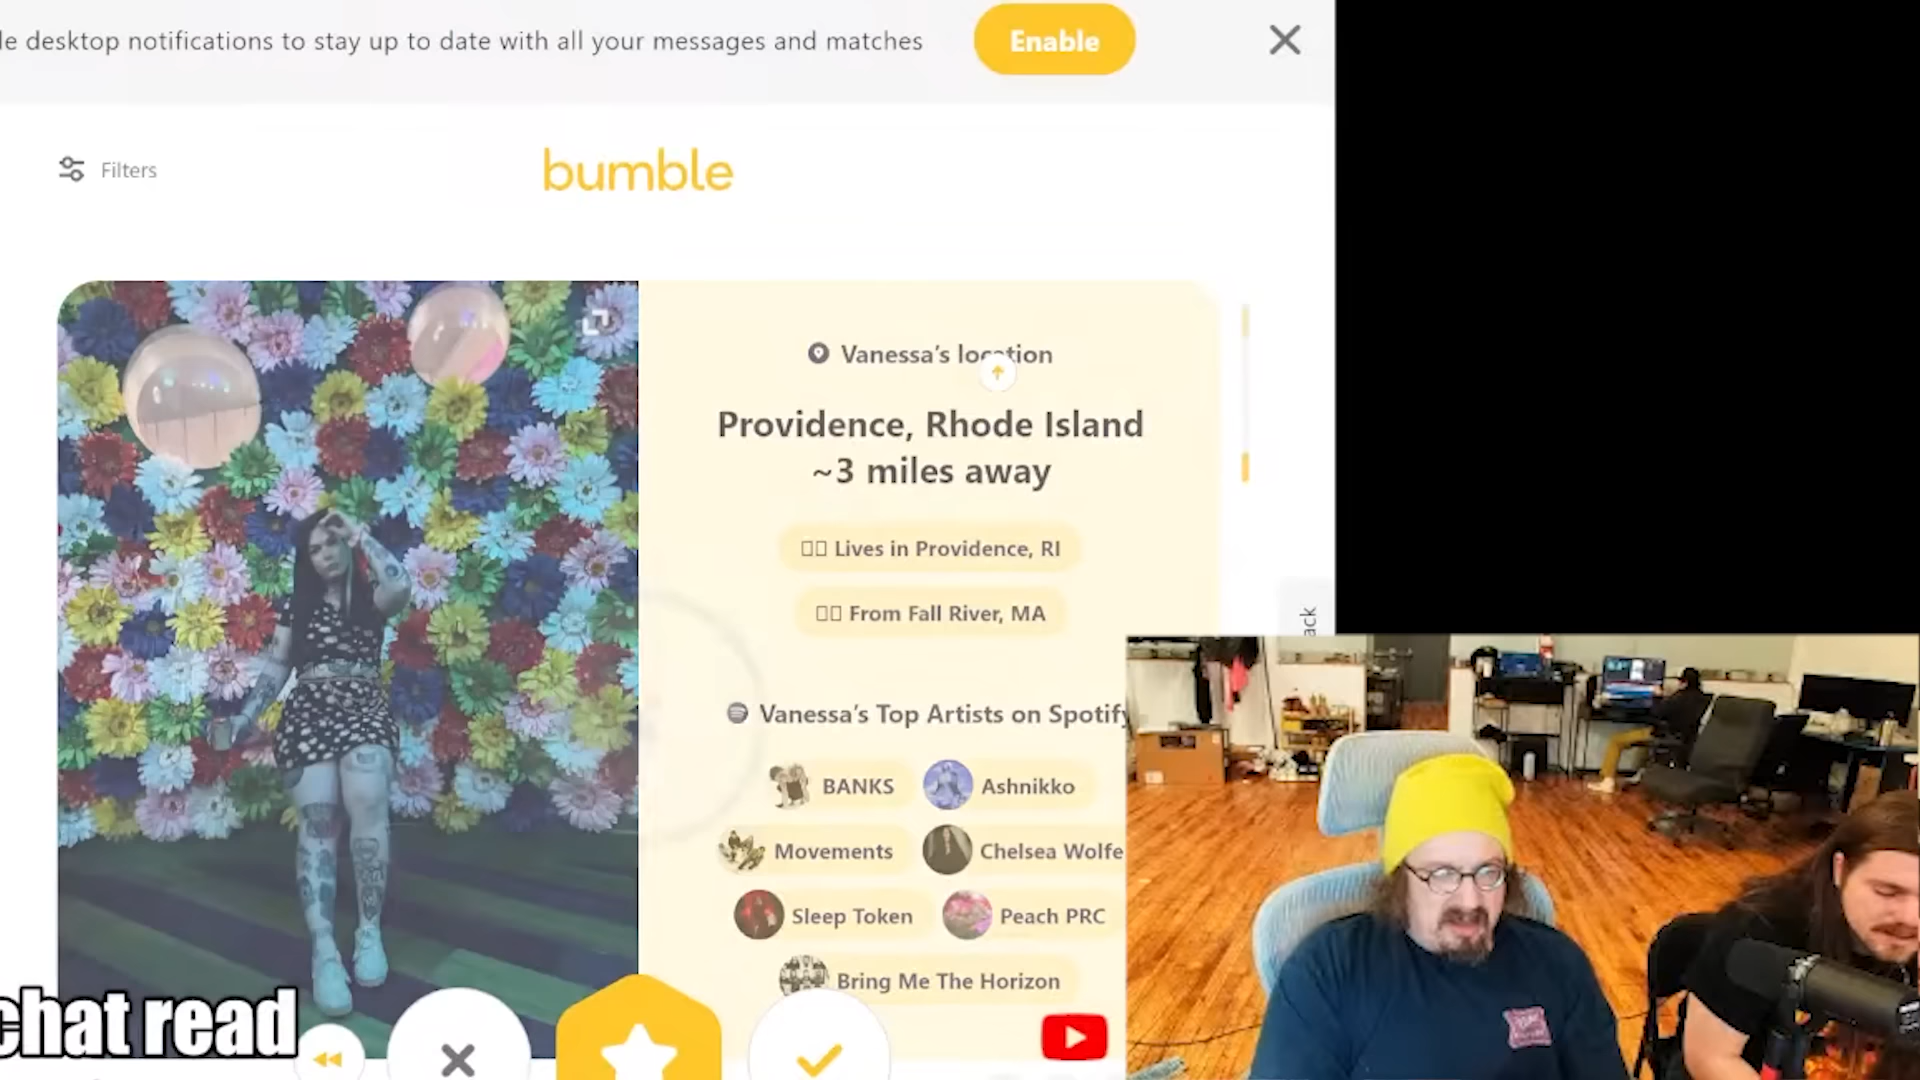 le desktop notifications to stay up to date with all your messages and matches
Enable
Filters
bumble
Vanessa's location
Providence, Rhode Island
~3 miles away
Lives in Providence, RI
From Fall River, MA
Vanessa's Top Artists on Spotify
BANKS
Ashnikko
Movements
Chelsea Wolfe
Sleep Token
Peach PRC
Bring Me The Horizon
ack
chat read